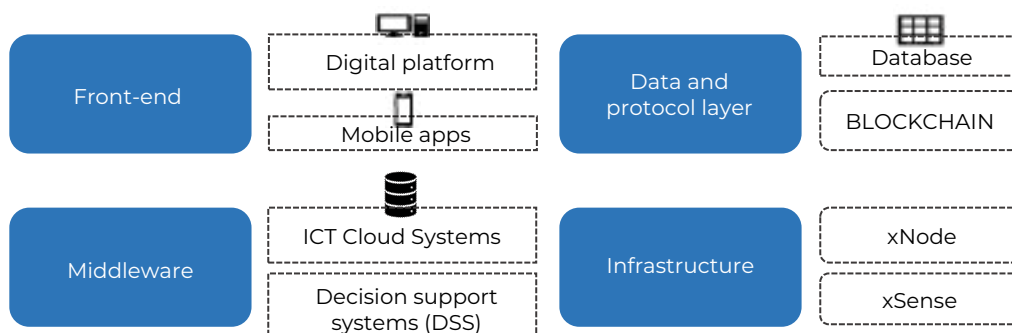 Front-end
Digital platform
Mobile apps
Data and
protocol layer
Database
BLOCKCHAIN
Middleware
ICT Cloud Systems
Decision support
systems (DSS)
Infrastructure
xNode
xSense